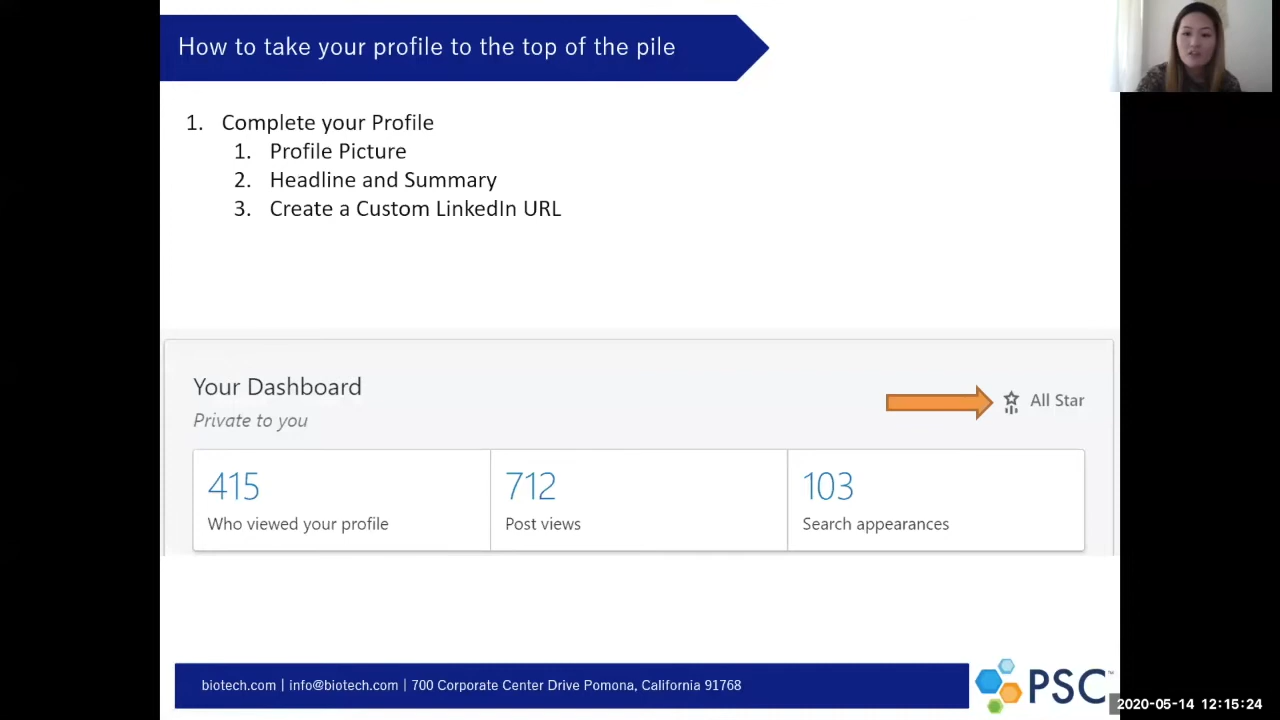 How to take your profile to the top of the pile
1. Complete your Profile
1. Profile Picture
2. Headline and Summary
3. Create a Custom LinkedIn URL
Your Dashboard
Private to you
All Star
415
Who viewed your profile
712
Post views
103
Search appearances
biotech.com | info@biotech.com | 700 Corporate Center Drive Pomona, California 91768
PSC™
2020-05-14 12:15:24